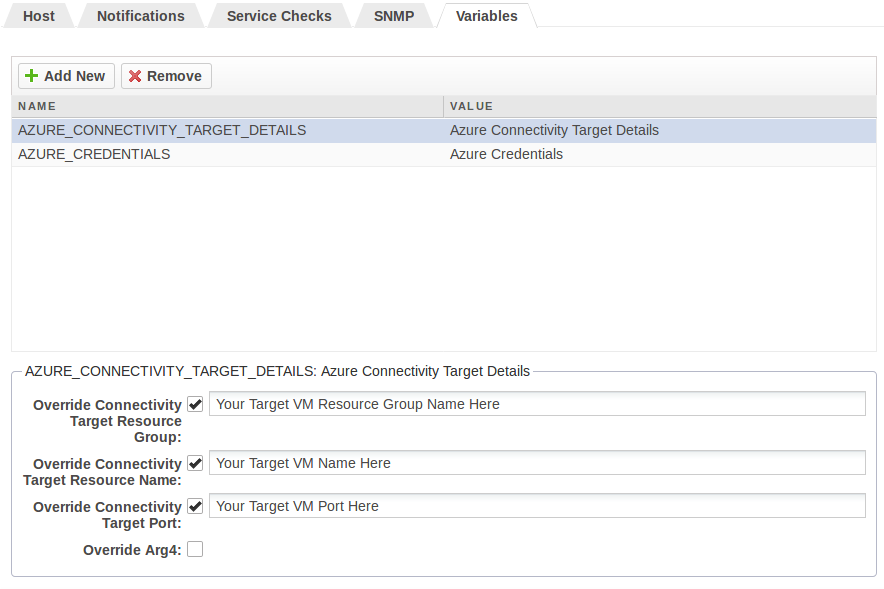 Host Notifications Service Checks SNMP Variables
Add New Remove
NAME VALUE
AZURE_CONNECTIVITY_TARGET_DETAILS Azure Connectivity Target Details
AZURE_CREDENTIALS Azure Credentials
AZURE_CONNECTIVITY_TARGET_DETAILS: Azure Connectivity Target Details
Override Connectivity Your Target VM Resource Group Name Here
Target Resource
Group:
Override Connectivity Your Target VM Name Here
Target Resource Name:
Override Connectivity Your Target VM Port Here
Target Port:
Override Arg4: